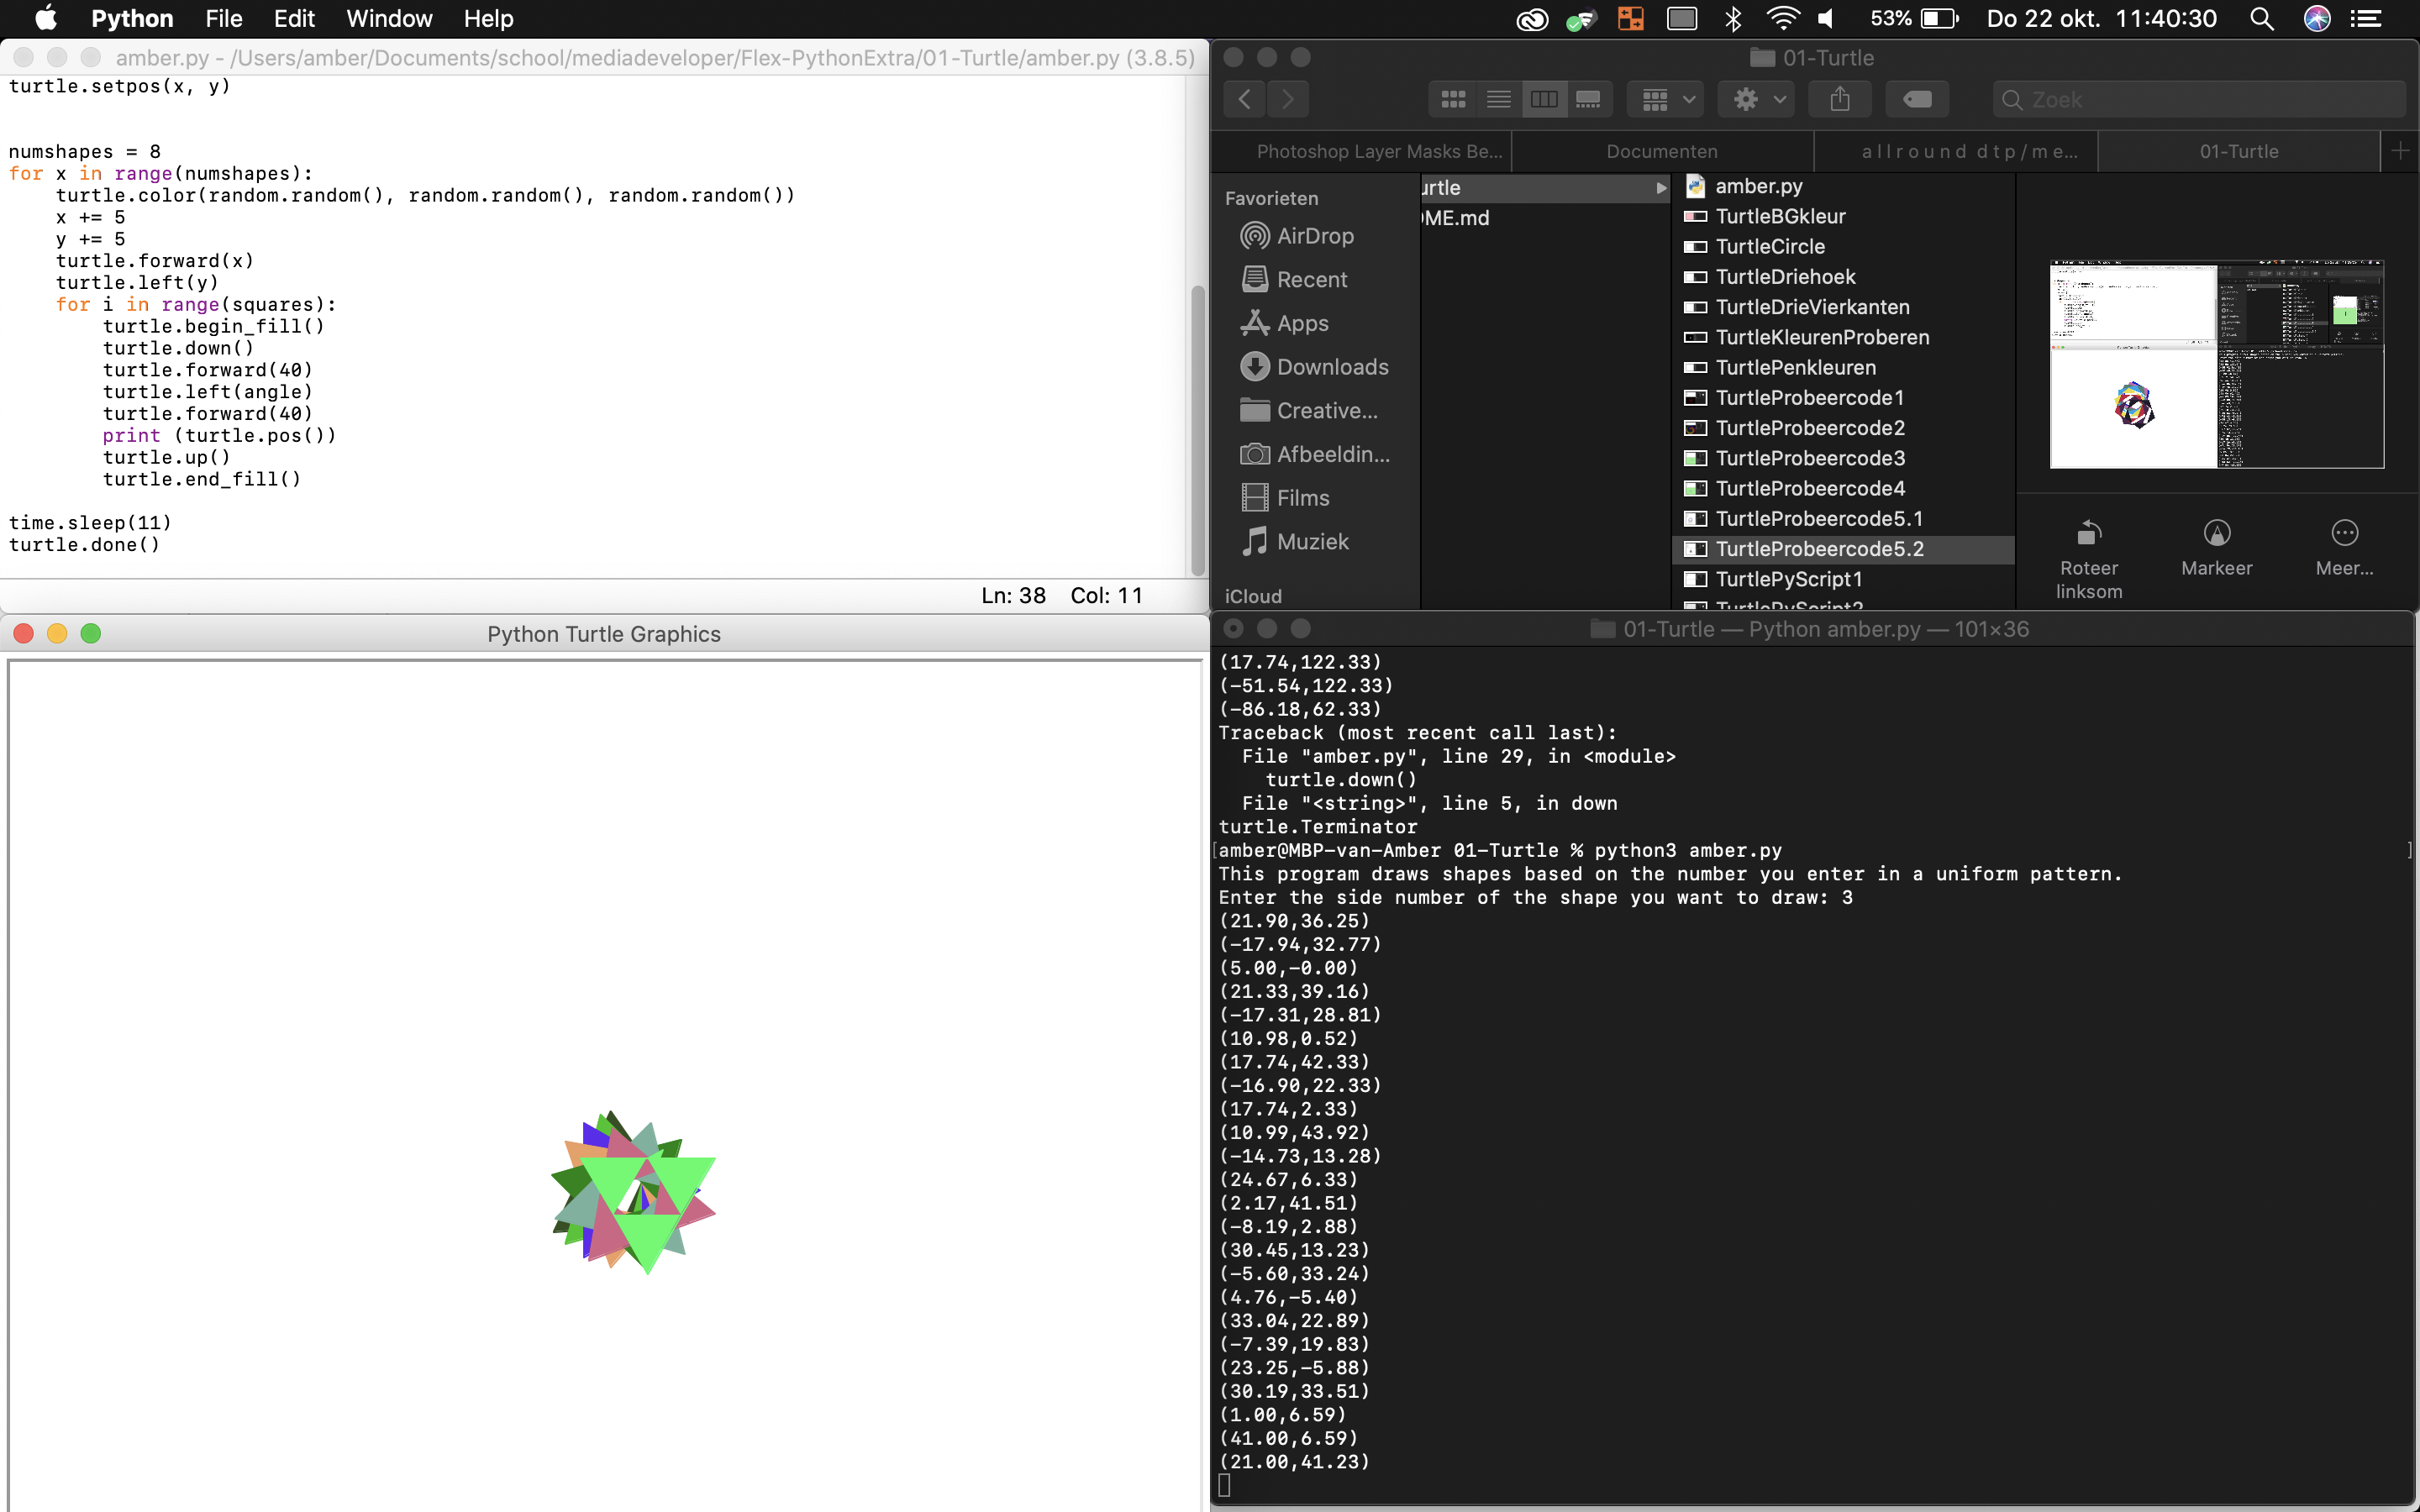 Python File Edit Window Help 53% Do 22 okt. 11:40:30
amber.py - /Users/amber/Documents/school/mediadeveloper/Flex-PythonExtra/01-Turtle/amber.py (3.8.5)
turtle.setpos(x, y)
numshapes = 8
for x in range(numshapes):
    turtle.color(random.random(), random.random(), random.random())
    x += 5
    y += 5
    turtle.forward(x)
    turtle.left(y)
    for i in range(squares):
        turtle.begin_fill()
        turtle.down()
        turtle.forward(40)
        turtle.left(angle)
        turtle.forward(40)
        print (turtle.pos())
        turtle.up()
        turtle.end_fill()
time.sleep(11)
turtle.done()
Ln: 38 Col: 11
01-Turtle
Zoek
Photoshop Layer Masks Be... Documenten allround dtp/me... 01-Turtle
Favorieten
AirDrop
Recent
Apps
Downloads
Creative...
Afbeeldin...
Films
Muziek
iCloud
urtle
ME.md
amber.py
TurtleBGkleur
TurtleCircle
TurtleDriehoek
TurtleDrieVierkanten
TurtleKleurenProberen
TurtlePenkleuren
TurtleProbeercode1
TurtleProbeercode2
TurtleProbeercode3
TurtleProbeercode4
TurtleProbeercode5.1
TurtleProbeercode5.2
TurtlePyScript1
TurtlePyScript2
Roteer linksom
Markeer
Meer...
Python Turtle Graphics
01-Turtle — Python amber.py — 101×36
(17.74,122.33)
(-51.54,122.33)
(-86.18,62.33)
Traceback (most recent call last):
  File "amber.py", line 29, in <module>
    turtle.down()
  File "<string>", line 5, in down
turtle.Terminator
[amber@MBP-van-Amber 01-Turtle % python3 amber.py ]
This program draws shapes based on the number you enter in a uniform pattern.
Enter the side number of the shape you want to draw: 3
(21.90,36.25)
(-17.94,32.77)
(5.00,-0.00)
(21.33,39.16)
(-17.31,28.81)
(10.98,0.52)
(17.74,42.33)
(-16.90,22.33)
(17.74,2.33)
(10.99,43.92)
(-14.73,13.28)
(24.67,6.33)
(2.17,41.51)
(-8.19,2.88)
(30.45,13.23)
(-5.60,33.24)
(4.76,-5.40)
(33.04,22.89)
(-7.39,19.83)
(23.25,-5.88)
(30.19,33.51)
(1.00,6.59)
(41.00,6.59)
(21.00,41.23)